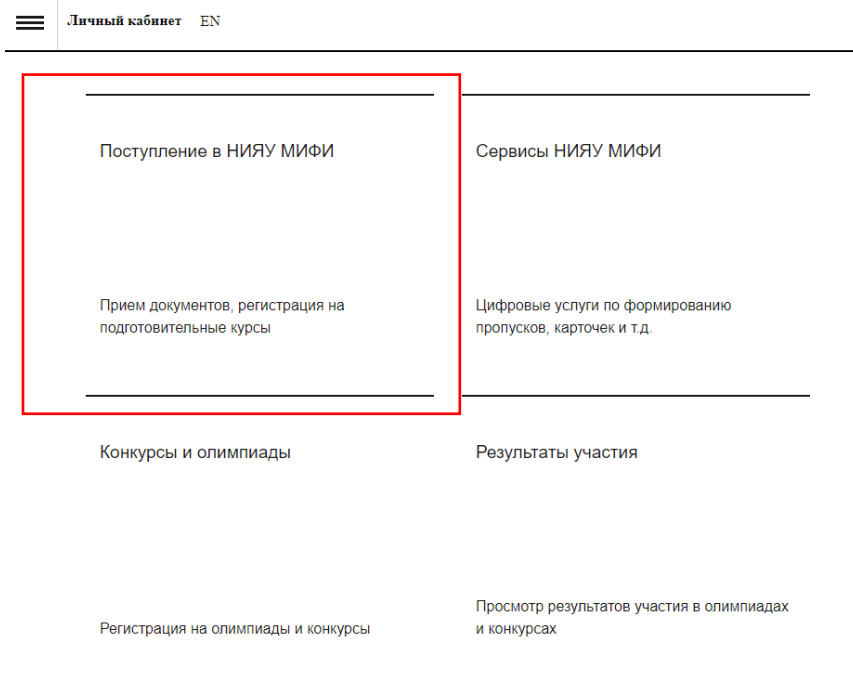 Личный кабинет EN
Поступление в НИЯУ МИФИ
Прием документов, регистрация на
подготовительные курсы
Сервисы НИЯУ МИФИ
Цифровые услуги по формированию
пропусков, карточек и т.д.
Конкурсы и олимпиады
Регистрация на олимпиады и конкурсы
Результаты участия
Просмотр результатов участия в олимпиадах
и конкурсах